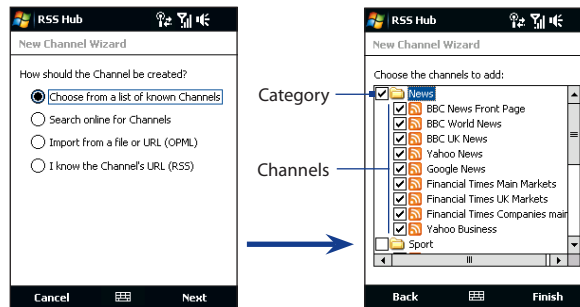 RSS Hub
New Channel Wizard
How should the Channel be created?
Choose from a list of known Channels
Search online for Channels
Import from a file or URL (OPML)
I know the Channel's URL (RSS)
Cancel
Next
Category
Channels
RSS Hub
New Channel Wizard
Choose the channels to add:
News
BBC News Front Page
BBC World News
BBC UK News
Yahoo News
Google News
Financial Times Main Markets
Financial Times UK Markets
Financial Times Companies mair
Yahoo Business
Sport
Back
Finish